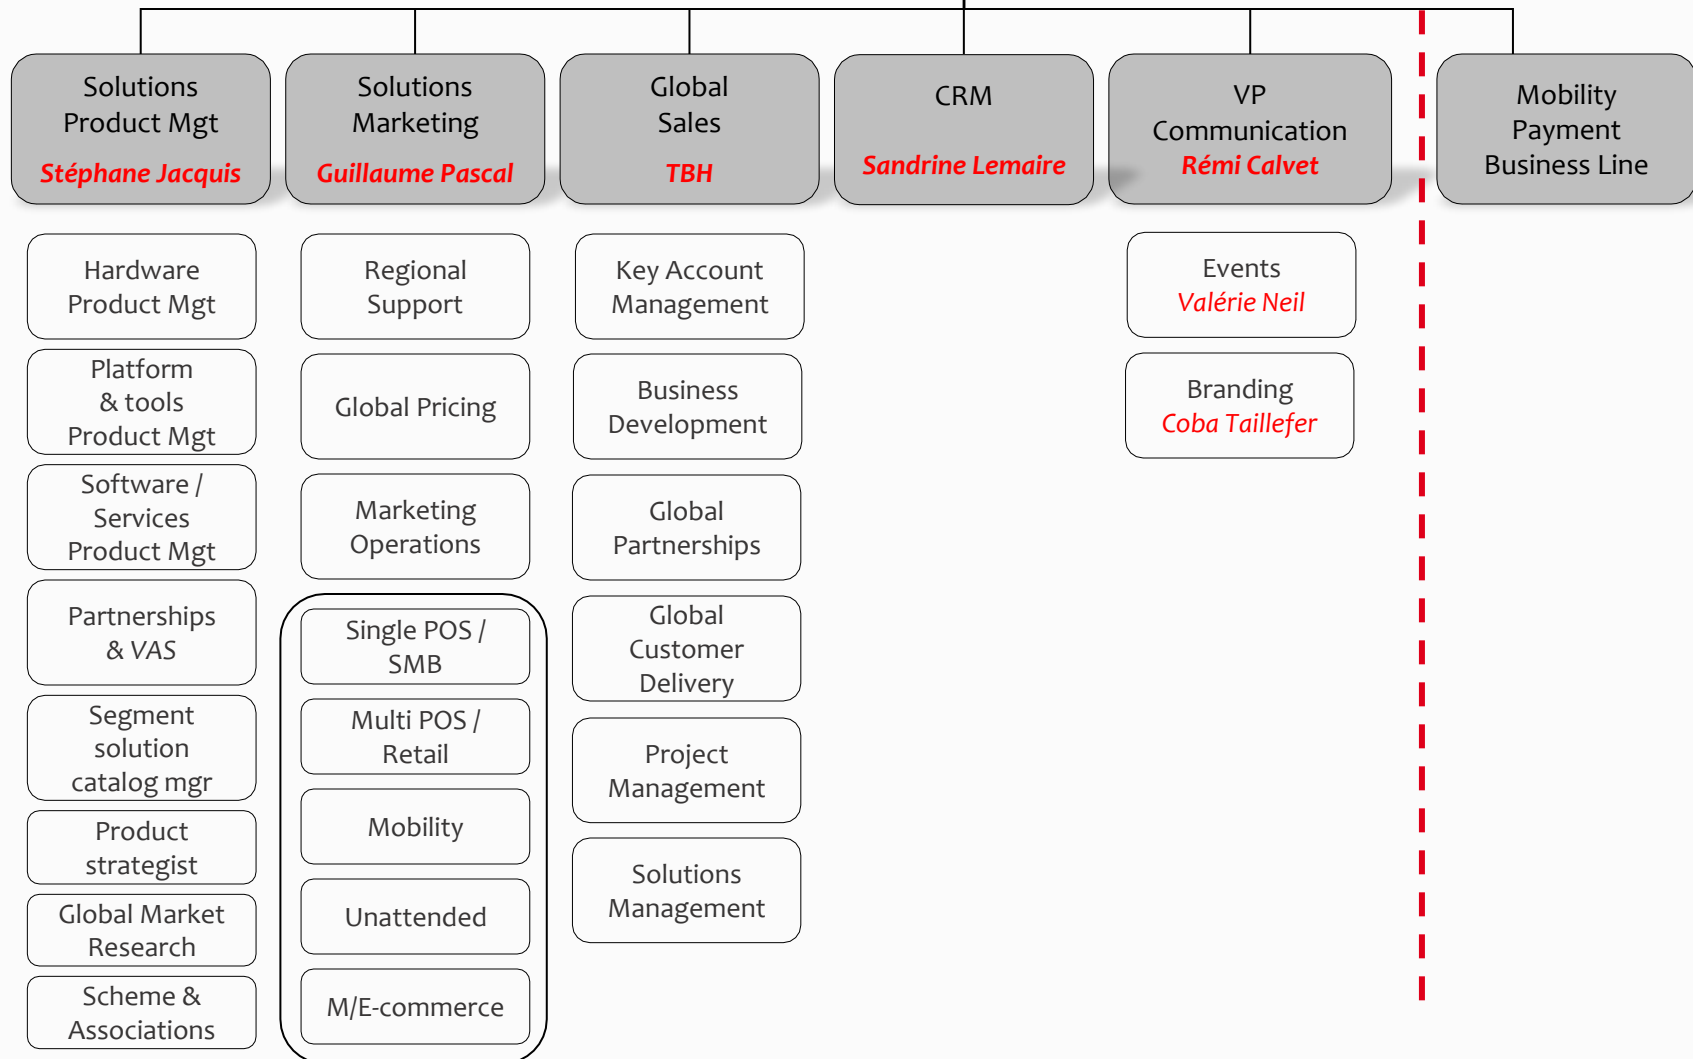 Solutions
Product Mgt
Stéphane Jacquis
Solutions
Marketing
Guillaume Pascal
Global
Sales
TBH
CRM
Sandrine Lemaire
VP
Communication
Rémi Calvet
Mobility
Payment
Business Line
Hardware
Product Mgt
Platform
& tools
Product Mgt
Software /
Services
Product Mgt
Partnerships
& VAS
Segment
solution
catalog mgr
Product
strategist
Global Market
Research
Scheme &
Associations
Regional
Support
Global Pricing
Marketing
Operations
Single POS /
SMB
Multi POS /
Retail
Mobility
Unattended
M/E-commerce
Key Account
Management
Business
Development
Global
Partnerships
Global
Customer
Delivery
Project
Management
Solutions
Management
Events
Valérie Neil
Branding
Coba Taillefer